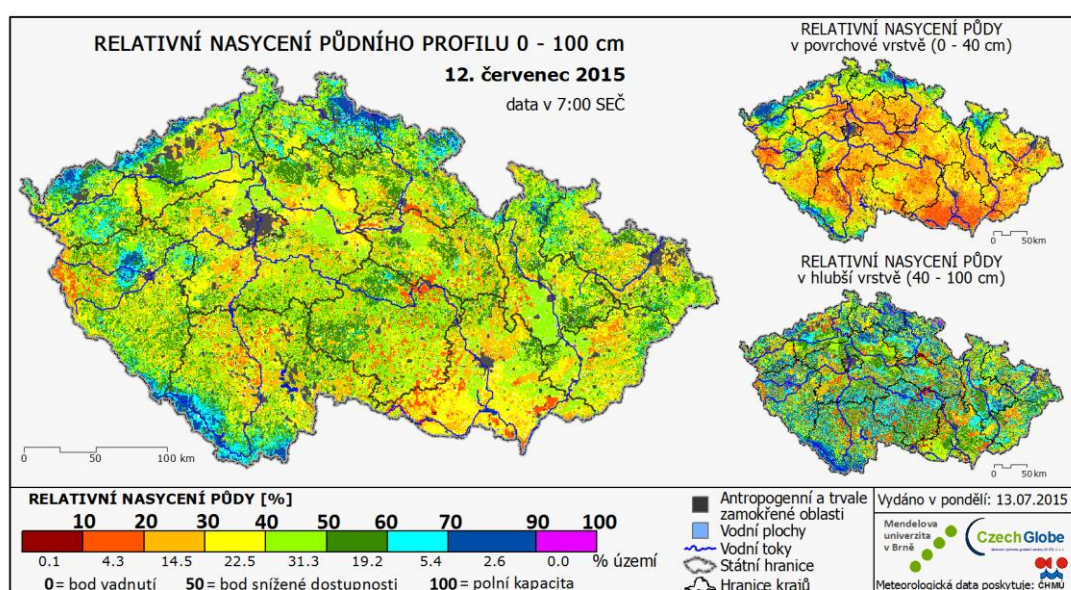 RELATIVNÍ NASYCENÍ PŮDNÍHO PROFILU 0 - 100 cm
12. červenec 2015
data v 7:00 SEČ
0 50 100 km
RELATIVNÍ NASYCENÍ PŮDY
v povrchové vrstvě (0 - 40 cm)
0 50km
RELATIVNÍ NASYCENÍ PŮDY
v hlubší vrstvě (40 - 100 cm)
0 50km
RELATIVNÍ NASYCENÍ PŮDY [%]
10 20 30 40 50 60 70 90 100
0.1 4.3 14.5 22.5 31.3 19.2 5.4 2.6 0.0 % území
0 = bod vadnutí 50 = bod snížené dostupnosti 100 = polní kapacita
Antropogenní a trvale
zamokřené oblasti
Vodní plochy
Vodní toky
Státní hranice
Hranice krajů
Vydáno v pondělí: 13.07.2015
Mendelova
univerzita
v Brně
CzechGlobe
Meteorologická data poskytuje: ČHMÚ